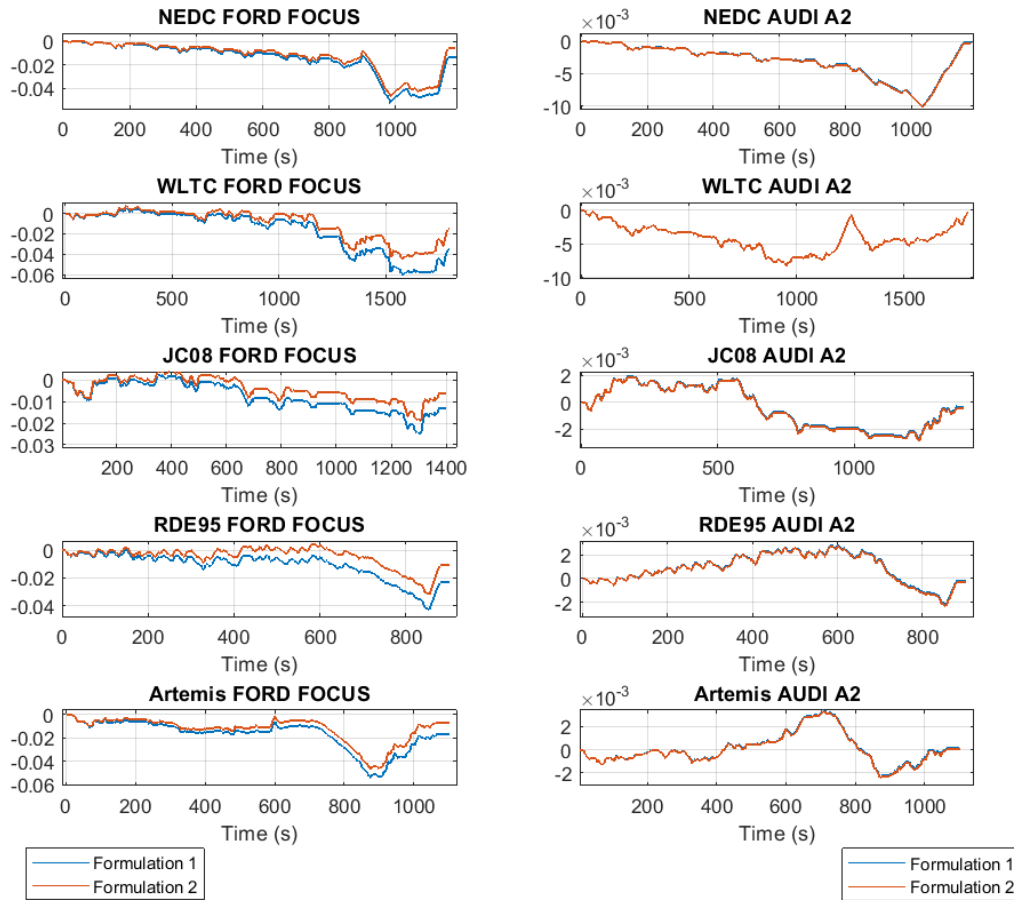 NEDC FORD FOCUS
0
-0.02
-0.04
0 200 400 600 800 1000
Time (s)
NEDC AUDI A2
×10⁻³
0
-5
-10
0 200 400 600 800 1000
Time (s)
WLTC FORD FOCUS
0
-0.02
-0.04
-0.06
0 500 1000 1500
Time (s)
WLTC AUDI A2
×10⁻³
0
-5
-10
0 500 1000 1500
Time (s)
JC08 FORD FOCUS
0
-0.01
-0.02
-0.03
200 400 600 800 1000 1200 1400
Time (s)
JC08 AUDI A2
×10⁻³
2
0
-2
0 500 1000
Time (s)
RDE95 FORD FOCUS
0
-0.02
-0.04
0 200 400 600 800
Time (s)
RDE95 AUDI A2
×10⁻³
2
0
-2
0 200 400 600 800
Time (s)
Artemis FORD FOCUS
0
-0.02
-0.04
-0.06
0 200 400 600 800 1000
Time (s)
Artemis AUDI A2
×10⁻³
2
0
-2
200 400 600 800 1000
Time (s)
Formulation 1
Formulation 2
Formulation 1
Formulation 2